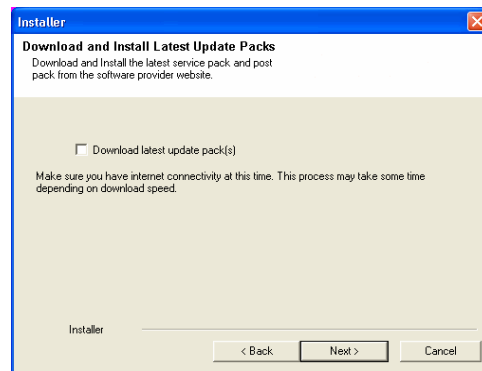 Installer
Download and Install Latest Update Packs
Download and Install the latest service pack and post
pack from the software provider website.
Download latest update pack(s)
Make sure you have internet connectivity at this time. This process may take some time
depending on download speed.
Installer
< Back
Next >
Cancel